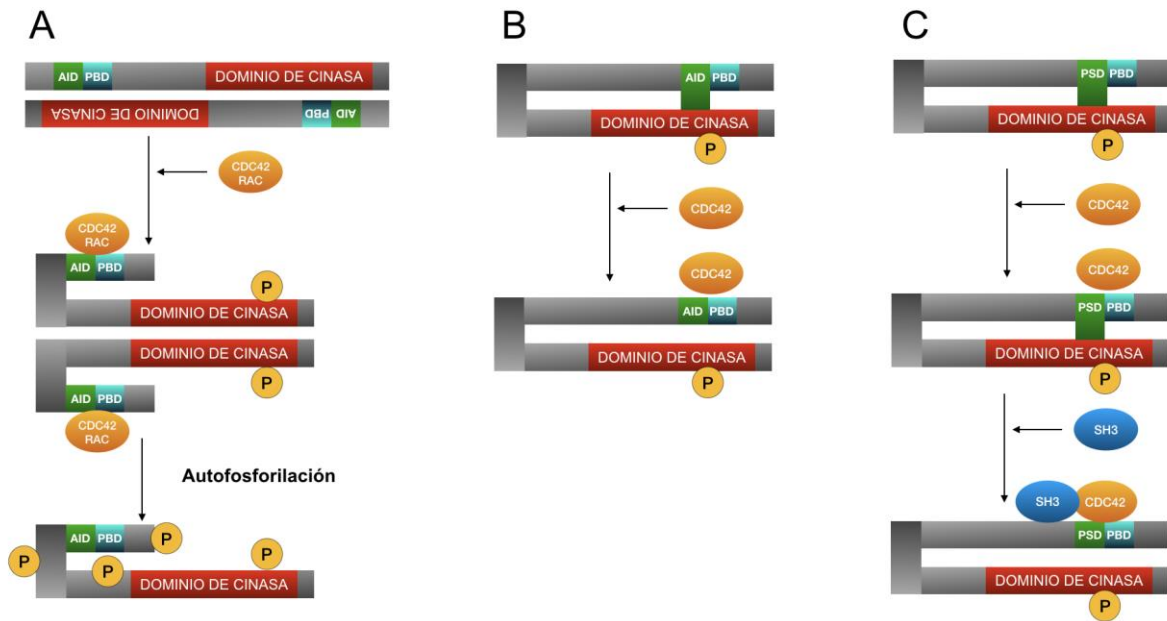 A
AID PBD DOMINIO DE CINASA
DOMINIO DE CINASA PBD AID
CDC42
RAC
CDC42
RAC
AID PBD
P
DOMINIO DE CINASA
DOMINIO DE CINASA
P
AID PBD
CDC42
RAC
Autofosforilación
AID PBD P
P P P
DOMINIO DE CINASA
B
AID PBD
DOMINIO DE CINASA
P
CDC42
CDC42
AID PBD
DOMINIO DE CINASA
P
C
PSD PBD
DOMINIO DE CINASA
P
CDC42
CDC42
PSD PBD
DOMINIO DE CINASA
P
SH3
SH3 CDC42
PSD PBD
DOMINIO DE CINASA
P